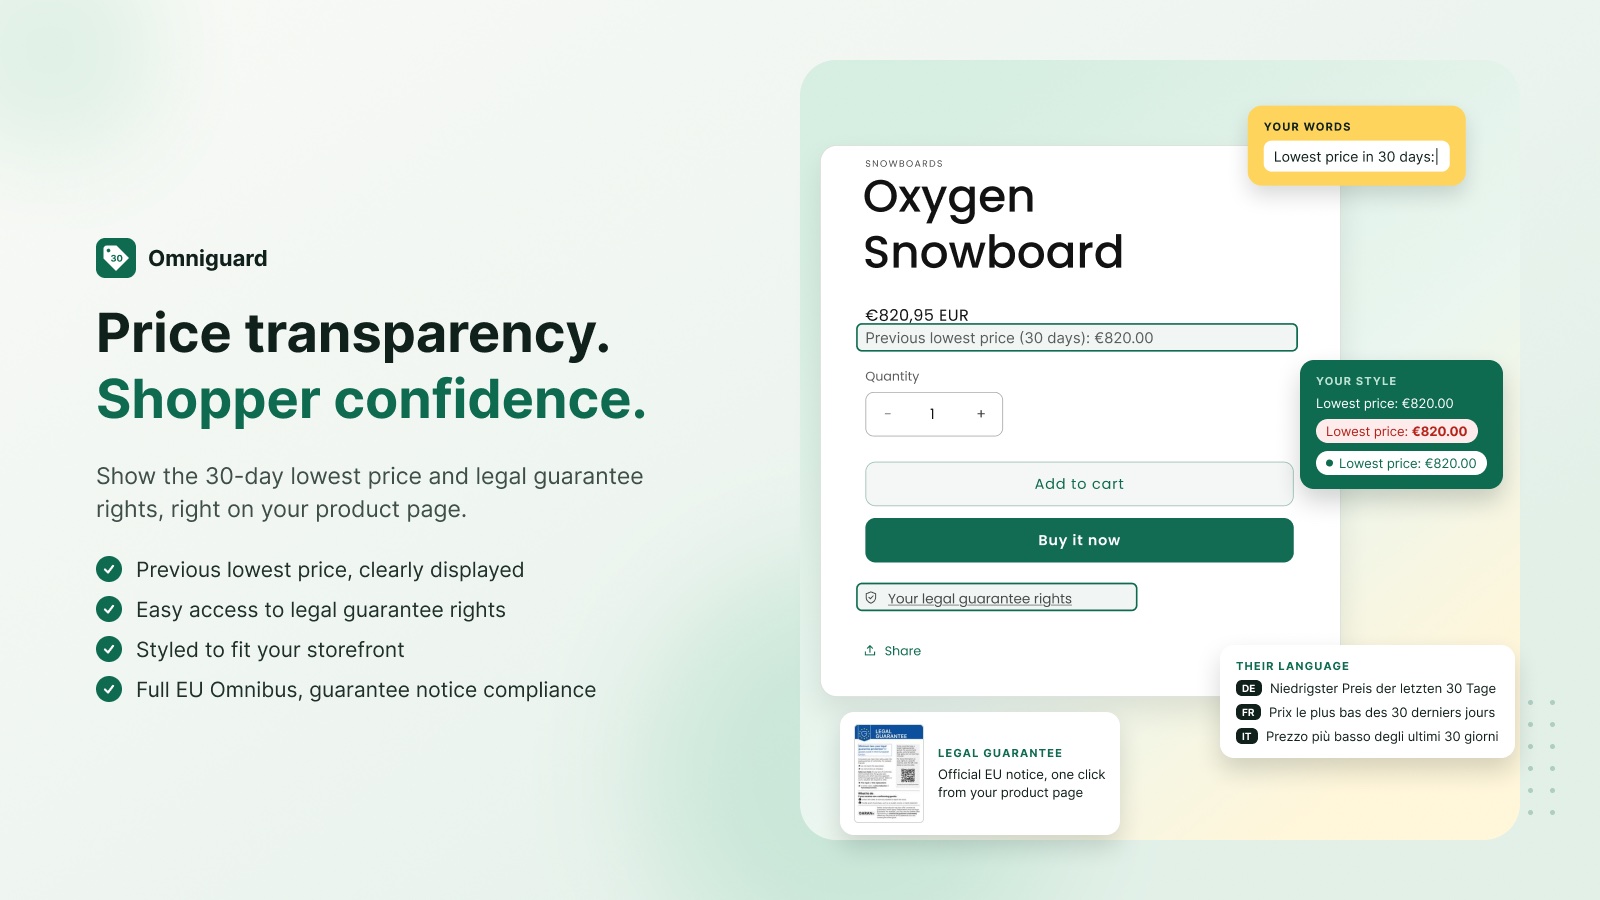 30
Omniguard
Price transparency.
Shopper confidence.
Show the 30-day lowest price and legal guarantee
rights, right on your product page.
Previous lowest price, clearly displayed
Easy access to legal guarantee rights
Styled to fit your storefront
Full EU Omnibus, guarantee notice compliance
YOUR WORDS
Lowest price in 30 days:
SNOWBOARDS
Oxygen
Snowboard
€820,95 EUR
Previous lowest price (30 days): €820.00
Quantity
− 1 +
Add to cart
Buy it now
Your legal guarantee rights
Share
YOUR STYLE
Lowest price: €820.00
Lowest price: €820.00
Lowest price: €820.00
THEIR LANGUAGE
DE Niedrigster Preis der letzten 30 Tage
FR Prix le plus bas des 30 derniers jours
IT Prezzo più basso degli ultimi 30 giorni
LEGAL
GUARANTEE
LEGAL GUARANTEE
Official EU notice, one click
from your product page